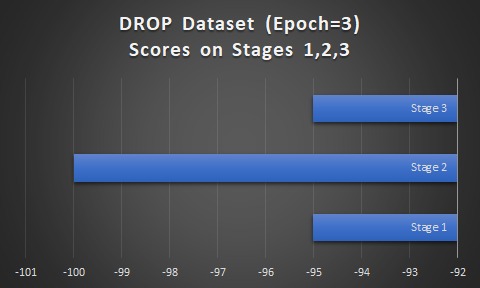 DROP Dataset (Epoch=3)
Scores on Stages 1,2,3
Stage 3
Stage 2
Stage 1
-101 -100 -99 -98 -97 -96 -95 -94 -93 -92